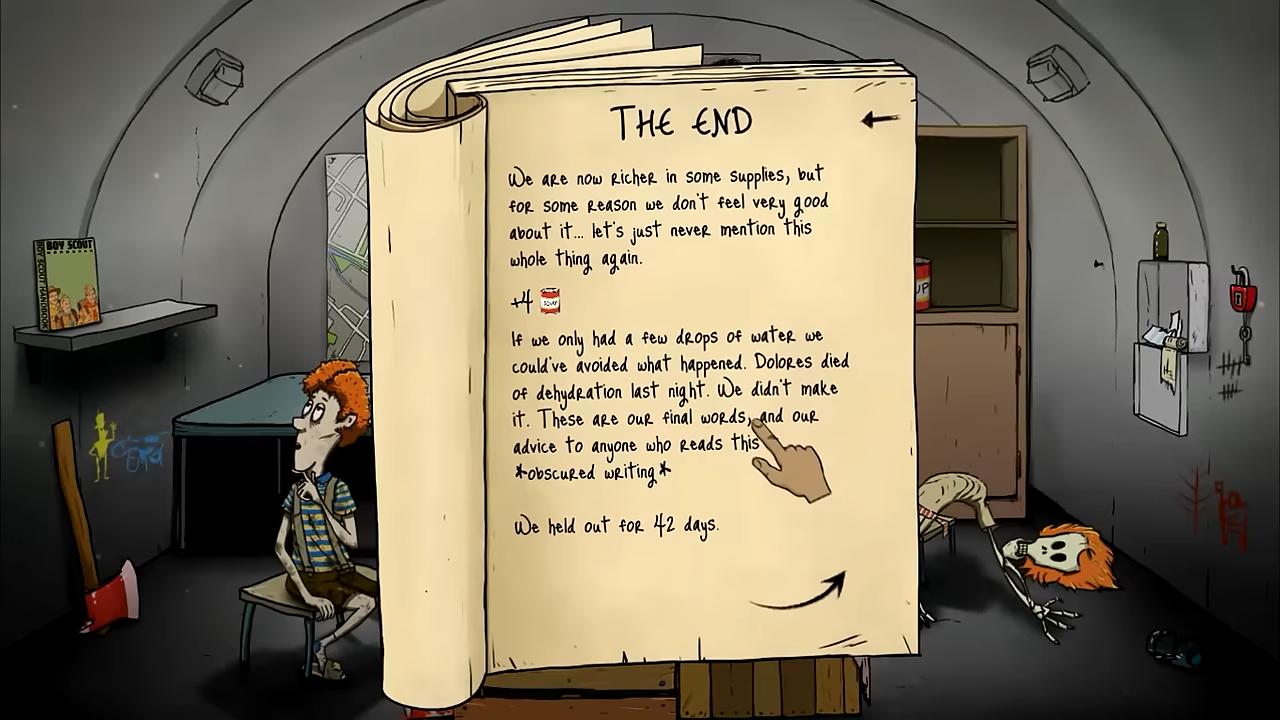 THE END
We are now richer in some supplies, but
for some reason we don't feel very good
about it... let's just never mention this
whole thing again.
+4 SOUP
If we only had a few drops of water we
could've avoided what happened. Dolores died
of dehydration last night. We didn't make
it. These are our final words, and our
advice to anyone who reads this
*obscured writing*
We held out for 42 days.
BOY SCOUT
BOY SCOUT HANDBOOK
UP